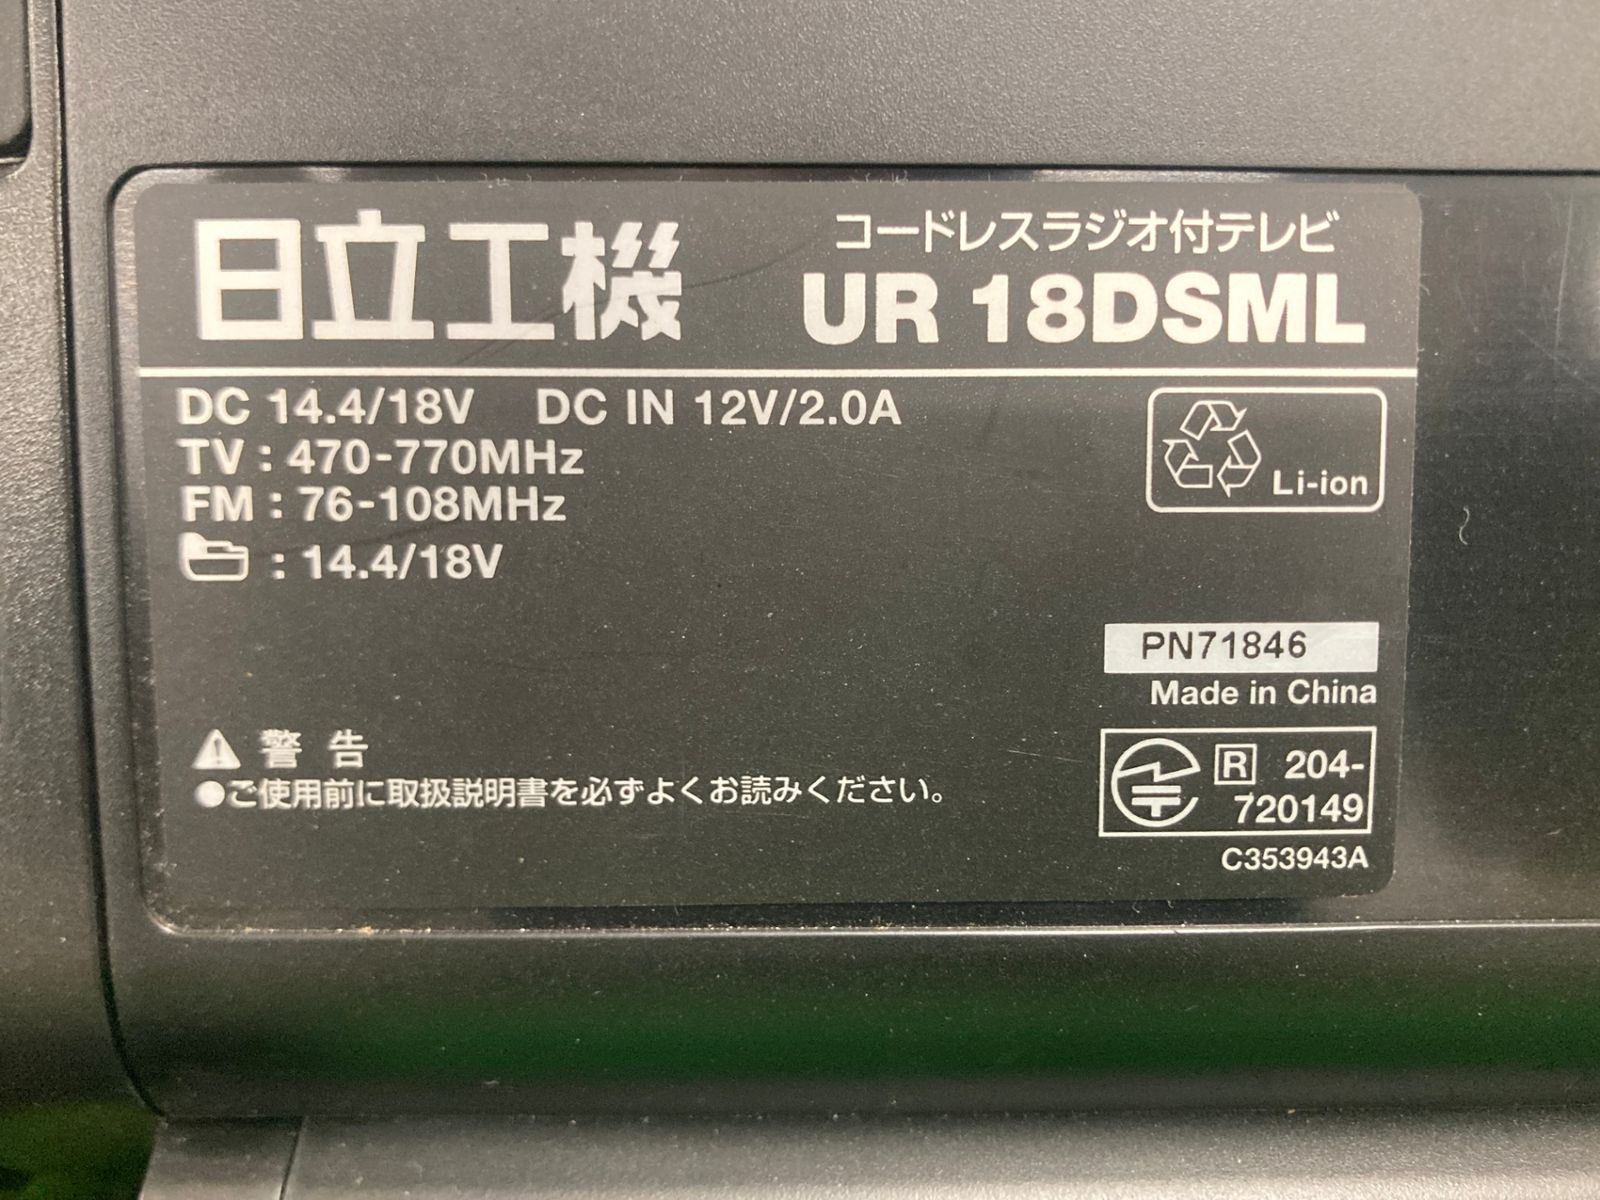 日立工機
コードレスラジオ付テレビ
UR 18DSML
DC 14.4/18V DC IN 12V/2.0A
TV : 470-770MHz
FM : 76-108MHz
: 14.4/18V
Li-ion
PN71846
Made in China
警 告
●ご使用前に取扱説明書を必ずよくお読みください。
R 204-
720149
C353943A